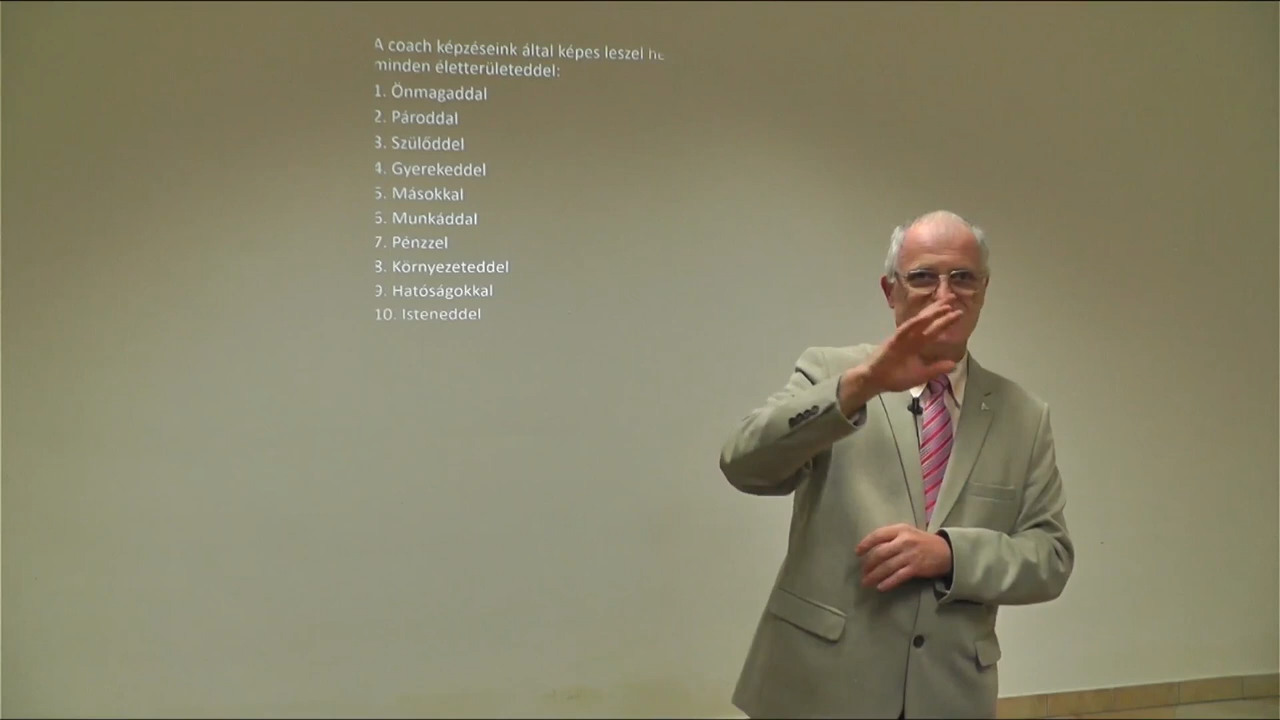 A coach képzéseink által képes leszel
minden életterületeddel:
1. Önmagaddal
2. Pároddal
3. Szülőddel
4. Gyerekeddel
5. Másokkal
6. Munkáddal
7. Pénzzel
8. Környezeteddel
9. Hatóságokkal
10. Isteneddel